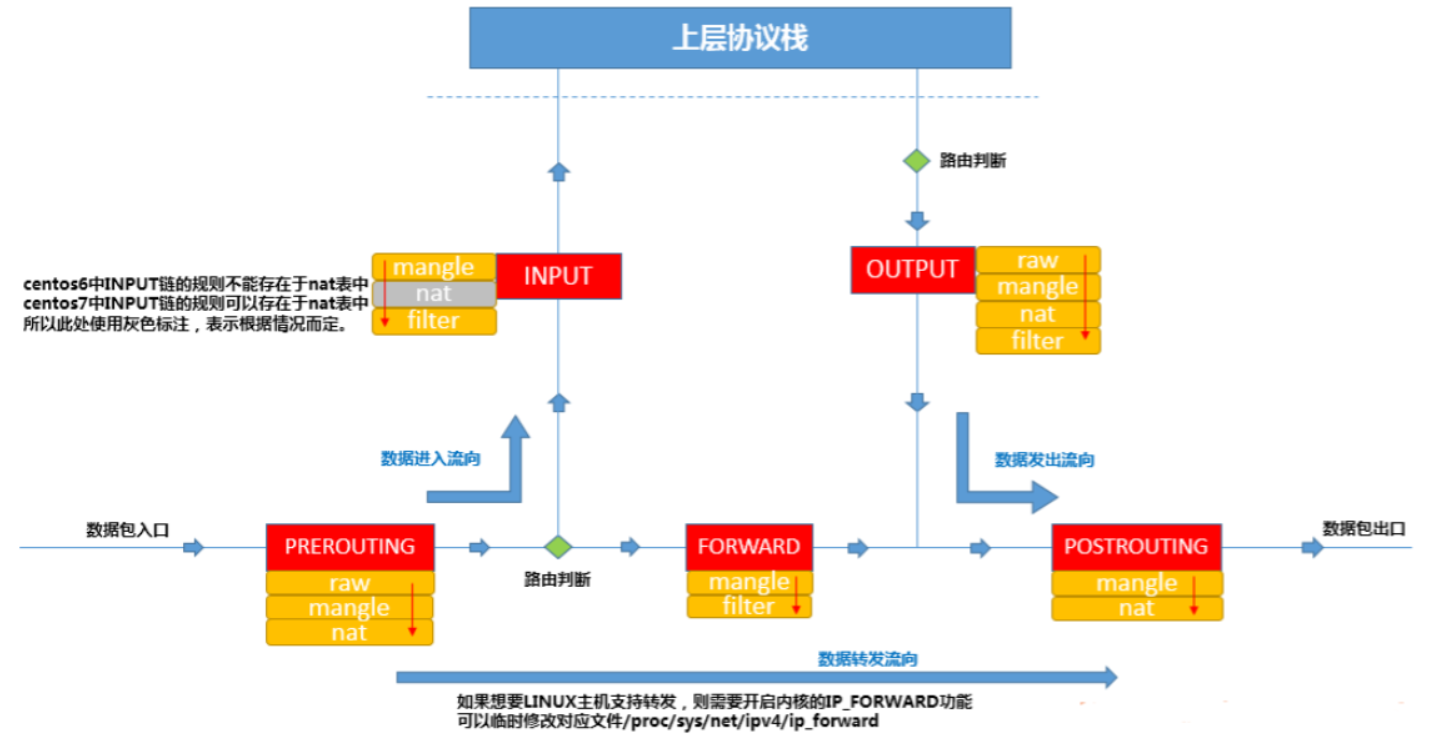 上层协议栈
路由判断
mangle
nat
filter
INPUT
OUTPUT
raw
mangle
nat
filter
centos6中INPUT链的规则不能存在于nat表中
centos7中INPUT链的规则可以存在于nat表中
所以此处使用灰色标注，表示根据情况而定。
数据进入流向
数据发出流向
数据包入口
PREROUTING
raw
mangle
nat
路由判断
FORWARD
mangle
filter
POSTROUTING
mangle
nat
数据包出口
数据转发流向
如果想要LINUX主机支持转发，则需要开启内核的IP_FORWARD功能
可以临时修改对应文件/proc/sys/net/ipv4/ip_forward